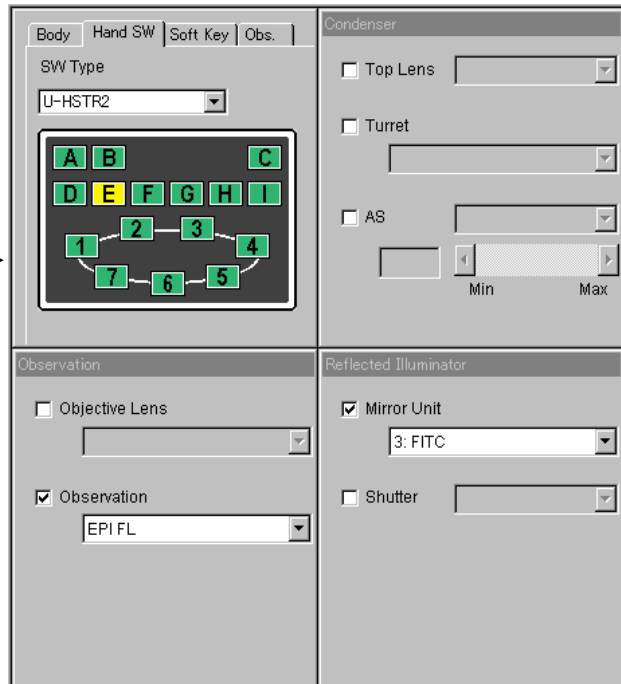 Body Hand SW Soft Key Obs.
SW Type
U-HSTR2
A B C
D E F G H I
1 2 3 4
7 6 5
Condenser
Top Lens
Turret
AS
Min Max
Observation
Objective Lens
Observation
EPI FL
Reflected Illuminator
Mirror Unit
3: FITC
Shutter